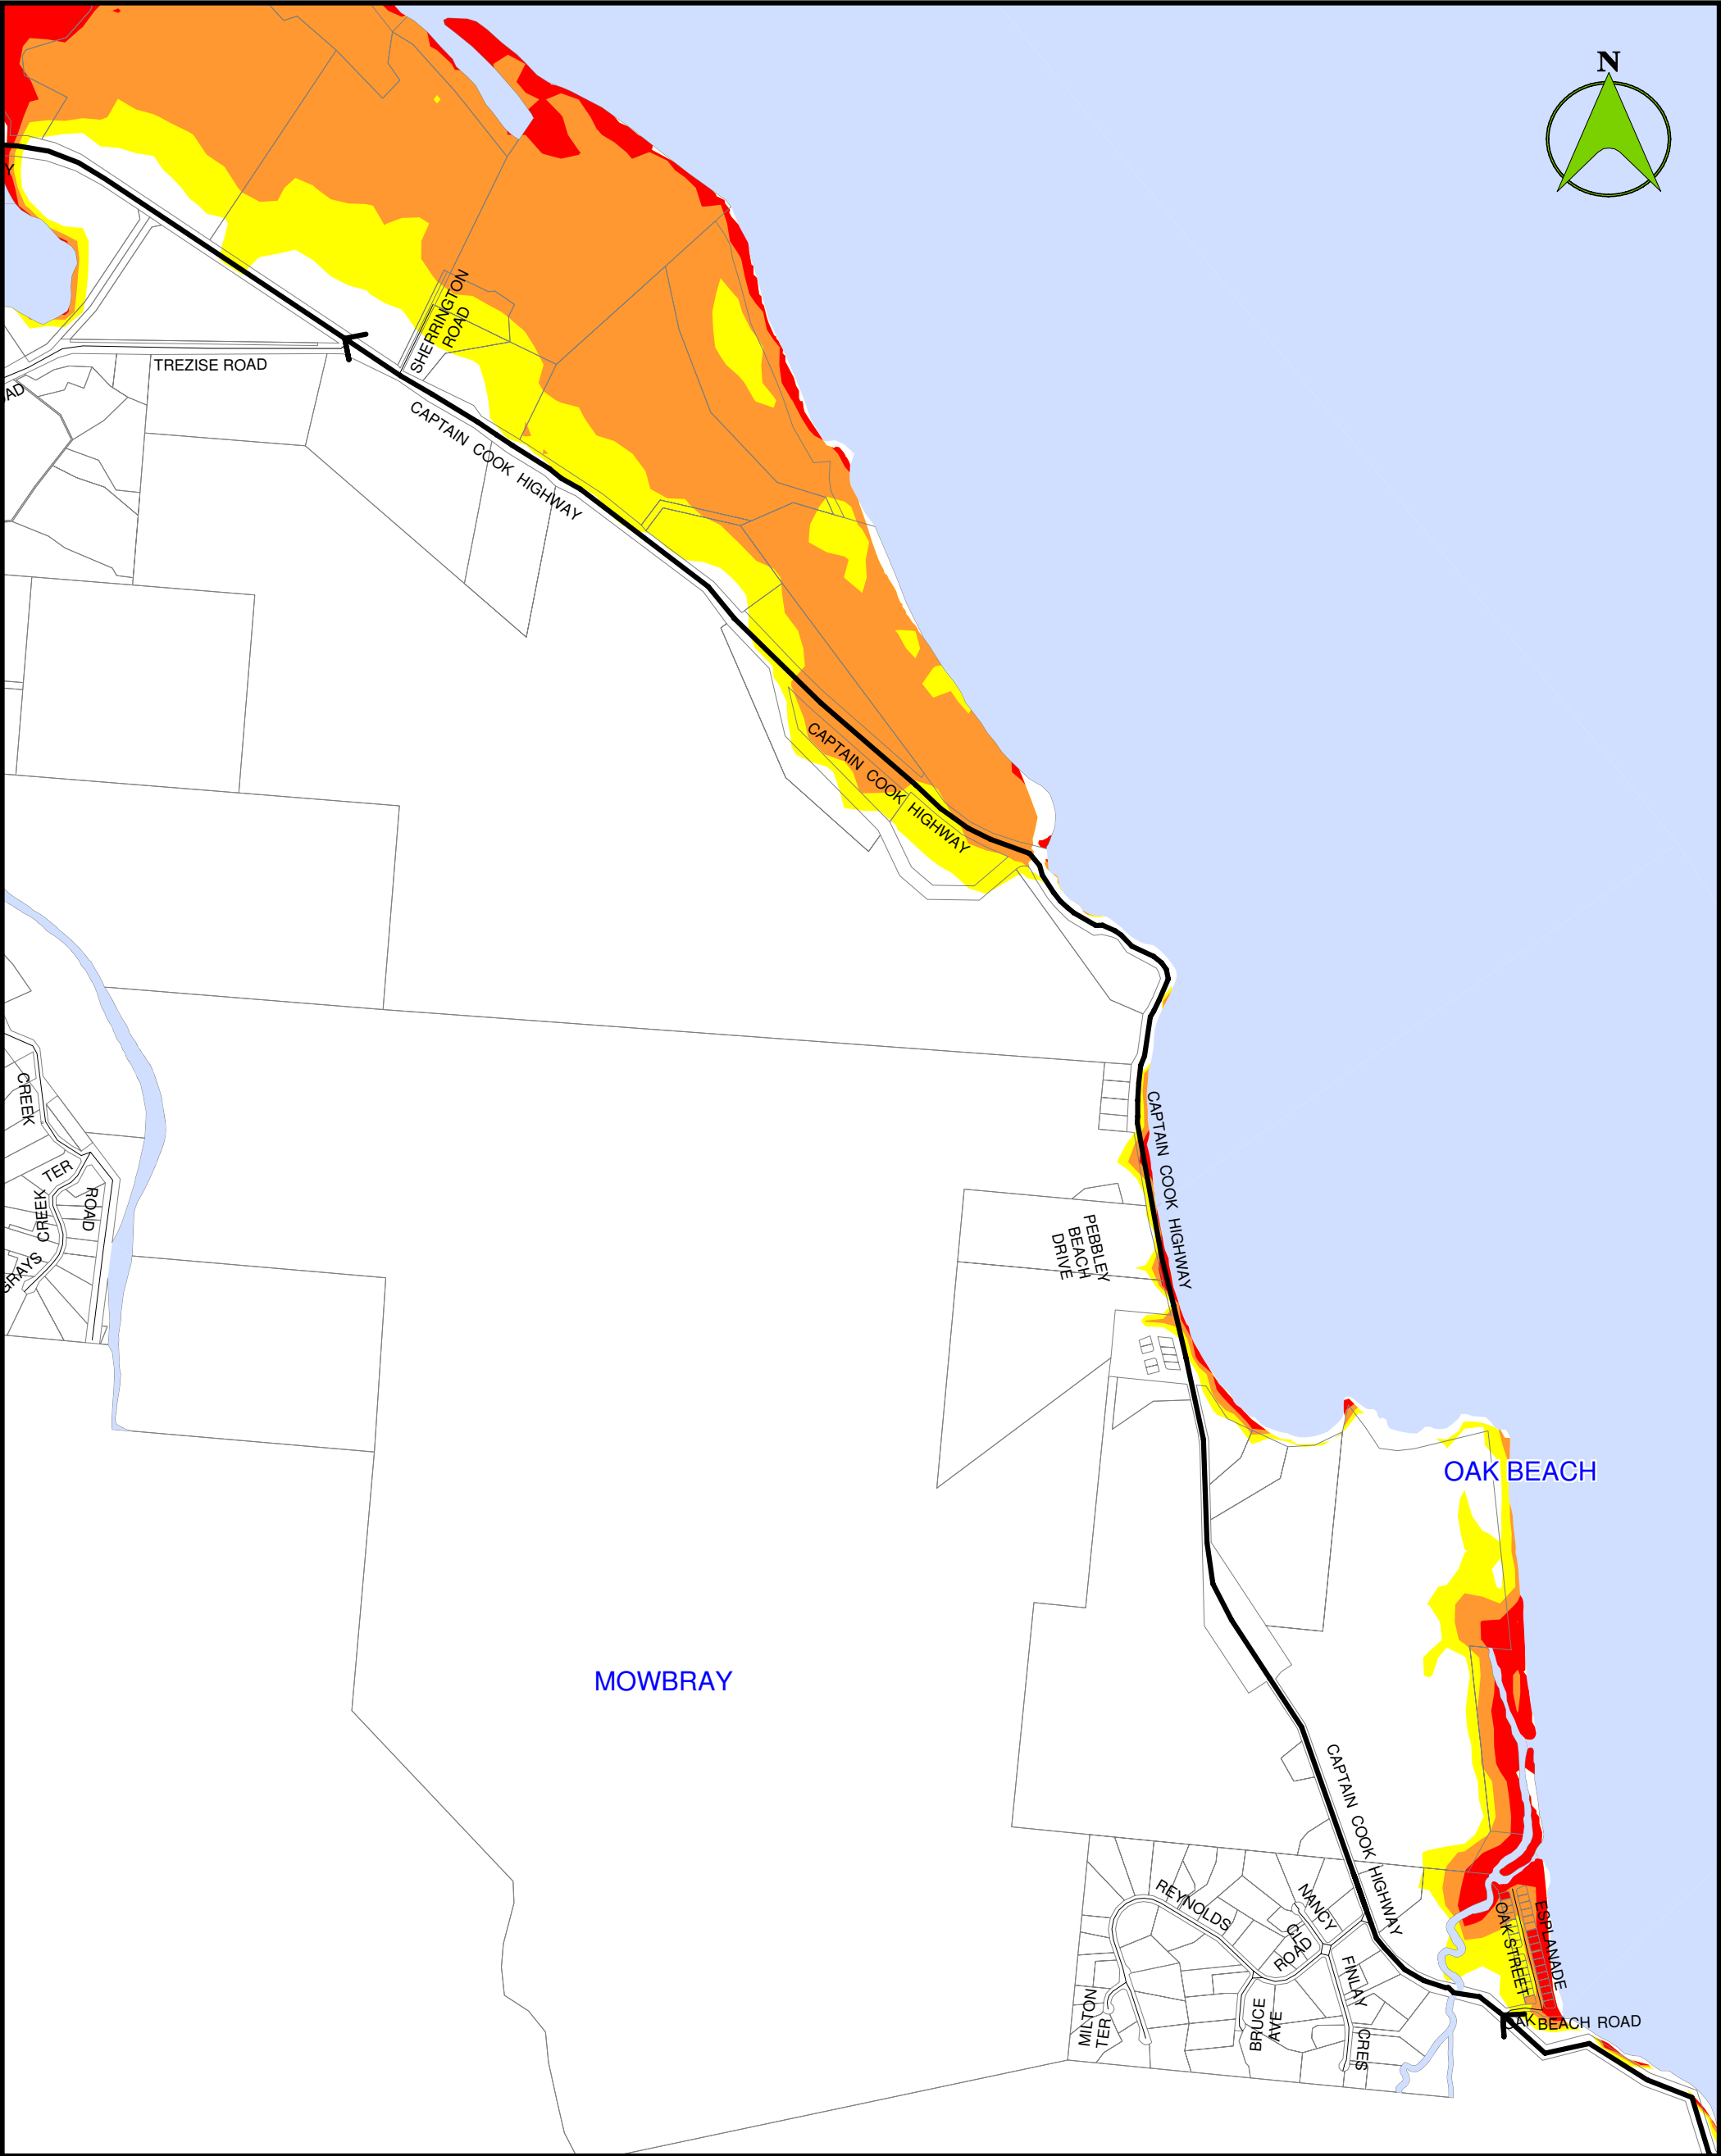 N
Y
SHERRINGTON
ROAD
TREZISE ROAD
CAPTAIN COOK HIGHWAY
CAPTAIN COOK HIGHWAY
CREEK
TER
ROAD
CREEK
GRAYS
CAPTAIN COOK HIGHWAY
PEBBLEY
BEACH
DRIVE
OAK BEACH
MOWBRAY
CAPTAIN COOK HIGHWAY
REYNOLDS
ROAD
NANCY
CLD
FINLAY
CRES
BRUCE
AVE
MILTON
TER
OAK STREET
ESPLANADE
OAK BEACH ROAD